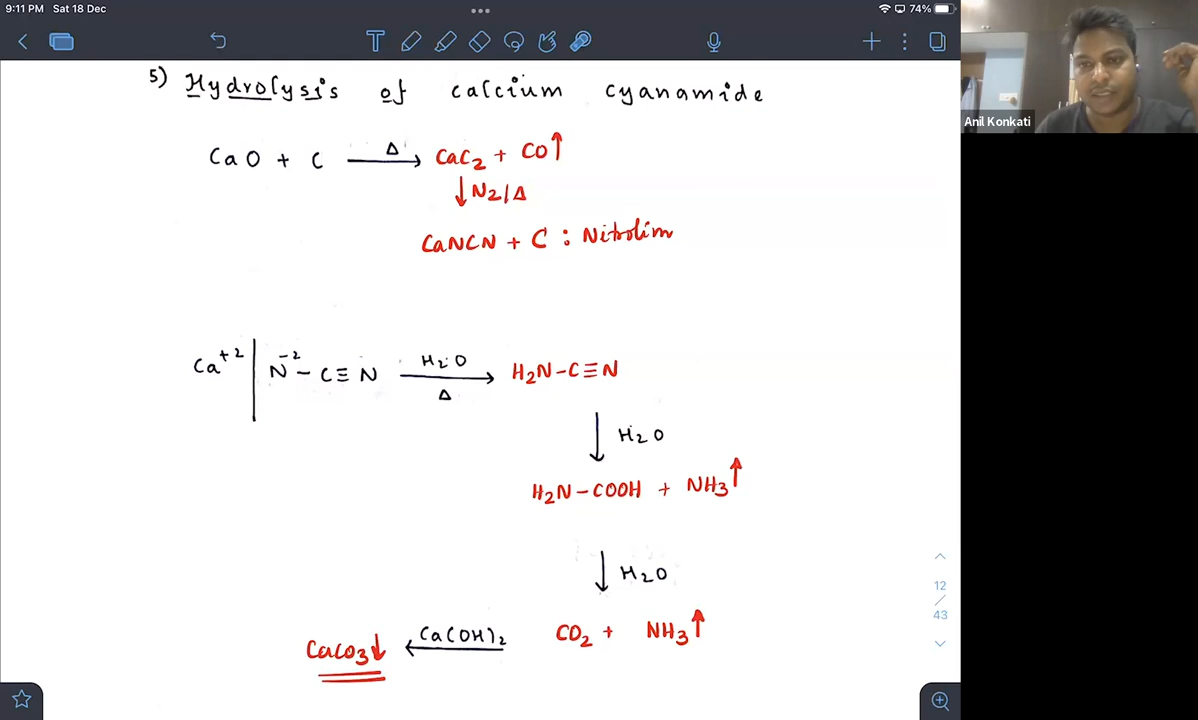 9:11 PM Sat 18 Dec
74%
Anil Konkati
5) Hydrolysis of calcium cyanamide
CaO + C Δ→ CaC₂ + CO↑
↓ N₂/Δ
CaNCN + C : Nitrolim
Ca⁺² | N⁻² – C ≡ N H₂O/Δ→ H₂N–C≡N
↓ H₂O
H₂N–COOH + NH₃↑
↓ H₂O
CaCO₃↓ ←Ca(OH)₂ CO₂ + NH₃↑
12
/
43